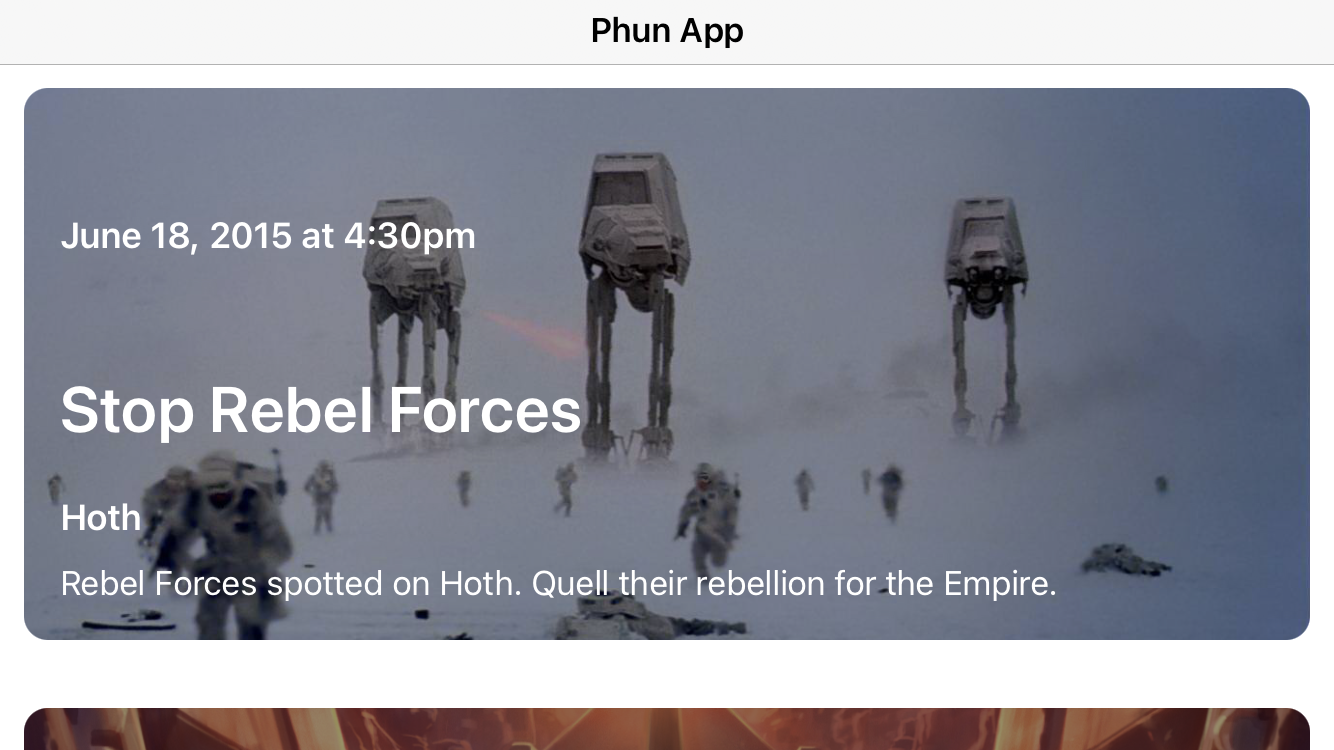 Phun App
June 18, 2015 at 4:30pm
Stop Rebel Forces
Hoth
Rebel Forces spotted on Hoth. Quell their rebellion for the Empire.